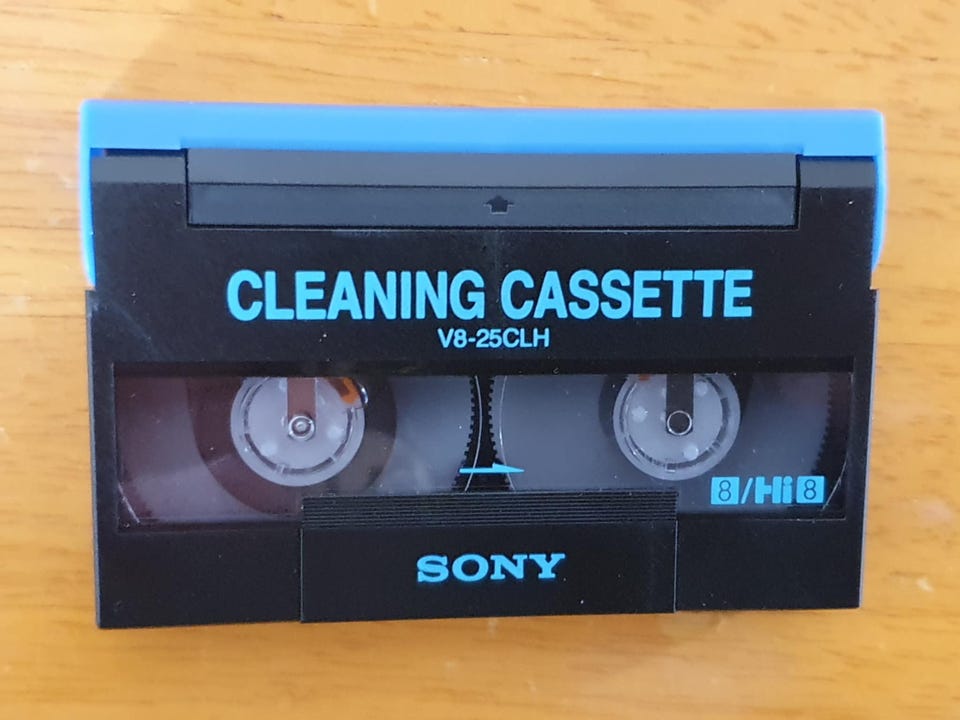 CLEANING CASSETTE
V8-25CLH
8/Hi8
SONY